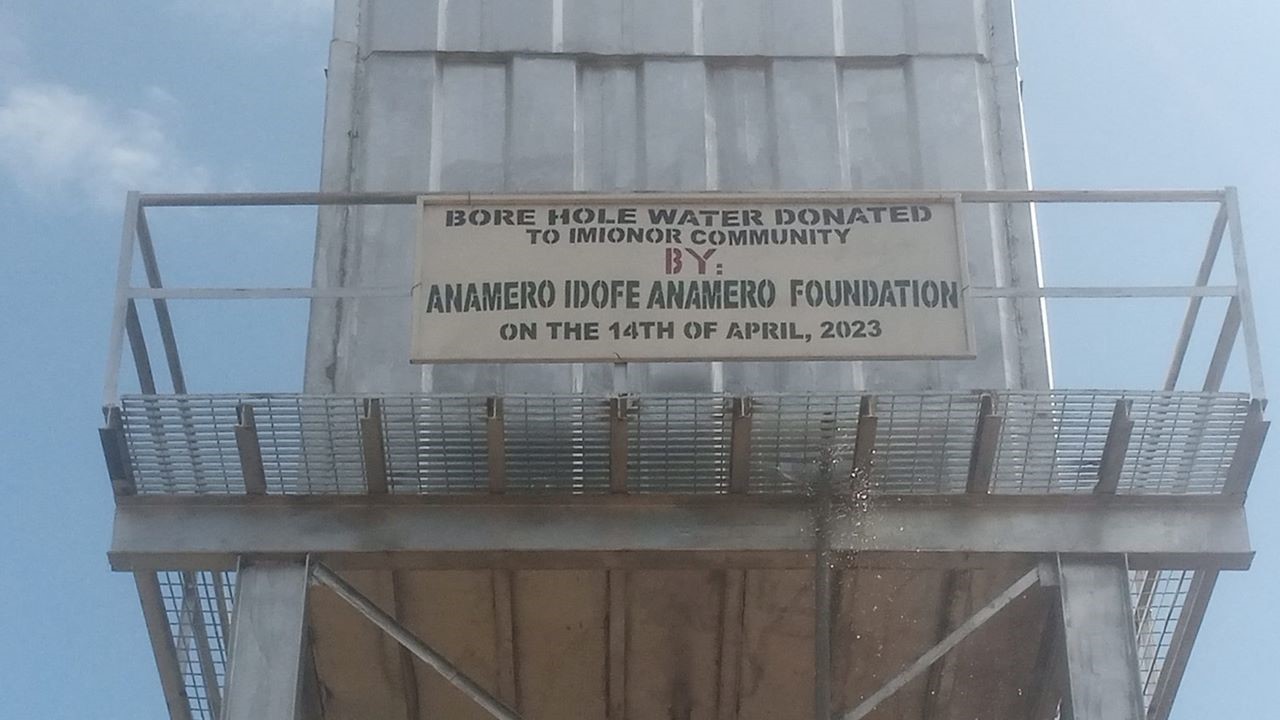 BORE HOLE WATER DONATED
TO IMIONOR COMMUNITY
BY:
ANAMERO IDOFE ANAMERO FOUNDATION
ON THE 14TH OF APRIL, 2023